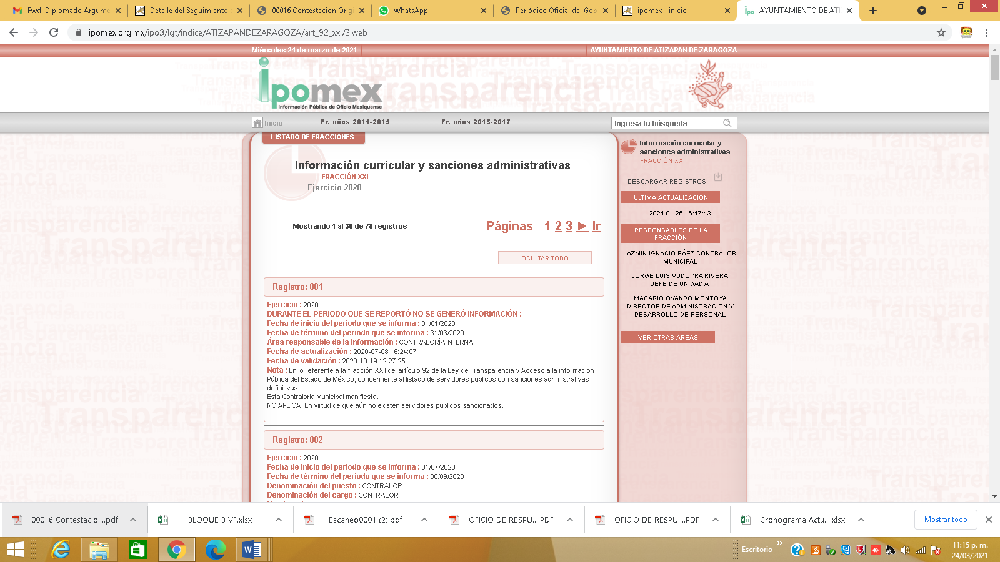 Fwd: Diplomado Argume
Detalle del Seguimiento
00016 Contestacion Orig
WhatsApp
Periódico Oficial del Gob
ipomex - inicio
AYUNTAMIENTO DE ATI
ipomex.org.mx/ipo3/lgt/indice/ATIZAPANDEZARAGOZA/art_92_xxi/2.web
Miércoles 24 de marzo de 2021
AYUNTAMIENTO DE ATIZAPAN DE ZARAGOZA
ipomex
Información Pública de Oficio Mexiquense
Inicio
Fr. años 2011-2015
Fr. años 2015-2017
Ingresa tu búsqueda
LISTADO DE FRACCIONES
Información curricular y sanciones administrativas
FRACCIÓN XXI
Ejercicio 2020
Mostrando 1 al 30 de 78 registros
Páginas 1 2 3 ► Ir
OCULTAR TODO
Registro: 001
Ejercicio : 2020
DURANTE EL PERIODO QUE SE REPORTÓ NO SE GENERÓ INFORMACIÓN :
Fecha de inicio del periodo que se informa : 01/01/2020
Fecha de término del periodo que se informa : 31/03/2020
Área responsable de la información : CONTRALORÍA INTERNA
Fecha de actualización : 2020-07-08 16:24:07
Fecha de validación : 2020-10-19 12:27:25
Nota : En lo referente a la fracción XXII del artículo 92 de la Ley de Transparencia y Acceso a la información
Pública del Estado de México, concerniente al listado de servidores públicos con sanciones administrativas
definitivas:
Esta Contraloría Municipal manifiesta.
NO APLICA. En virtud de que aún no existen servidores públicos sancionados.
Registro: 002
Ejercicio : 2020
Fecha de inicio del periodo que se informa : 01/07/2020
Fecha de término del periodo que se informa : 30/09/2020
Denominación del puesto : CONTRALOR
Denominación del cargo : CONTRALOR
Información curricular y
sanciones administrativas
FRACCIÓN XXI
DESCARGAR REGISTROS :
ULTIMA ACTUALIZACIÓN
2021-01-26 16:17:13
RESPONSABLES DE LA
FRACCIÓN
JAZMIN IGNACIO PÁEZ CONTRALOR
MUNICIPAL
JORGE LUIS VUDOYRA RIVERA
JEFE DE UNIDAD A
MACARIO OVANDO MONTOYA
DIRECTOR DE ADMINISTRACION Y
DESARROLLO DE PERSONAL
VER OTRAS AREAS
00016 Contestacio....pdf
BLOQUE 3 VF.xlsx
Escaneo0001 (2).pdf
OFICIO DE RESPU....PDF
OFICIO DE RESPU....PDF
Cronograma Actu....xlsx
Mostrar todo
Escritorio
11:15 p. m.
24/03/2021